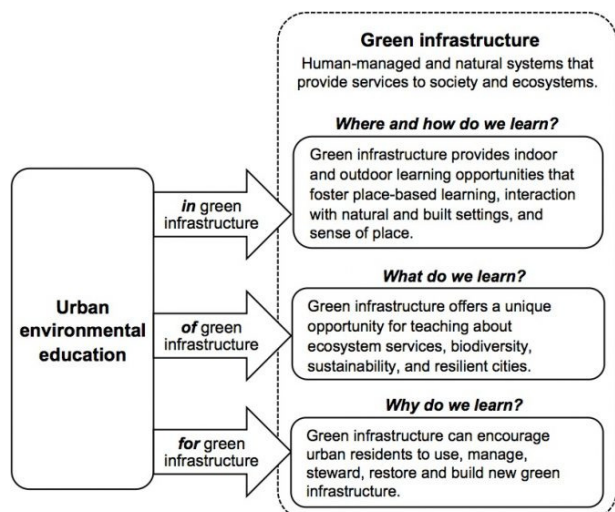 Green infrastructure
Human-managed and natural systems that
provide services to society and ecosystems.
Urban
environmental
education
in green
infrastructure
Where and how do we learn?
Green infrastructure provides indoor
and outdoor learning opportunities that
foster place-based learning, interaction
with natural and built settings, and
sense of place.
of green
infrastructure
What do we learn?
Green infrastructure offers a unique
opportunity for teaching about
ecosystem services, biodiversity,
sustainability, and resilient cities.
for green
infrastructure
Why do we learn?
Green infrastructure can encourage
urban residents to use, manage,
steward, restore and build new green
infrastructure.